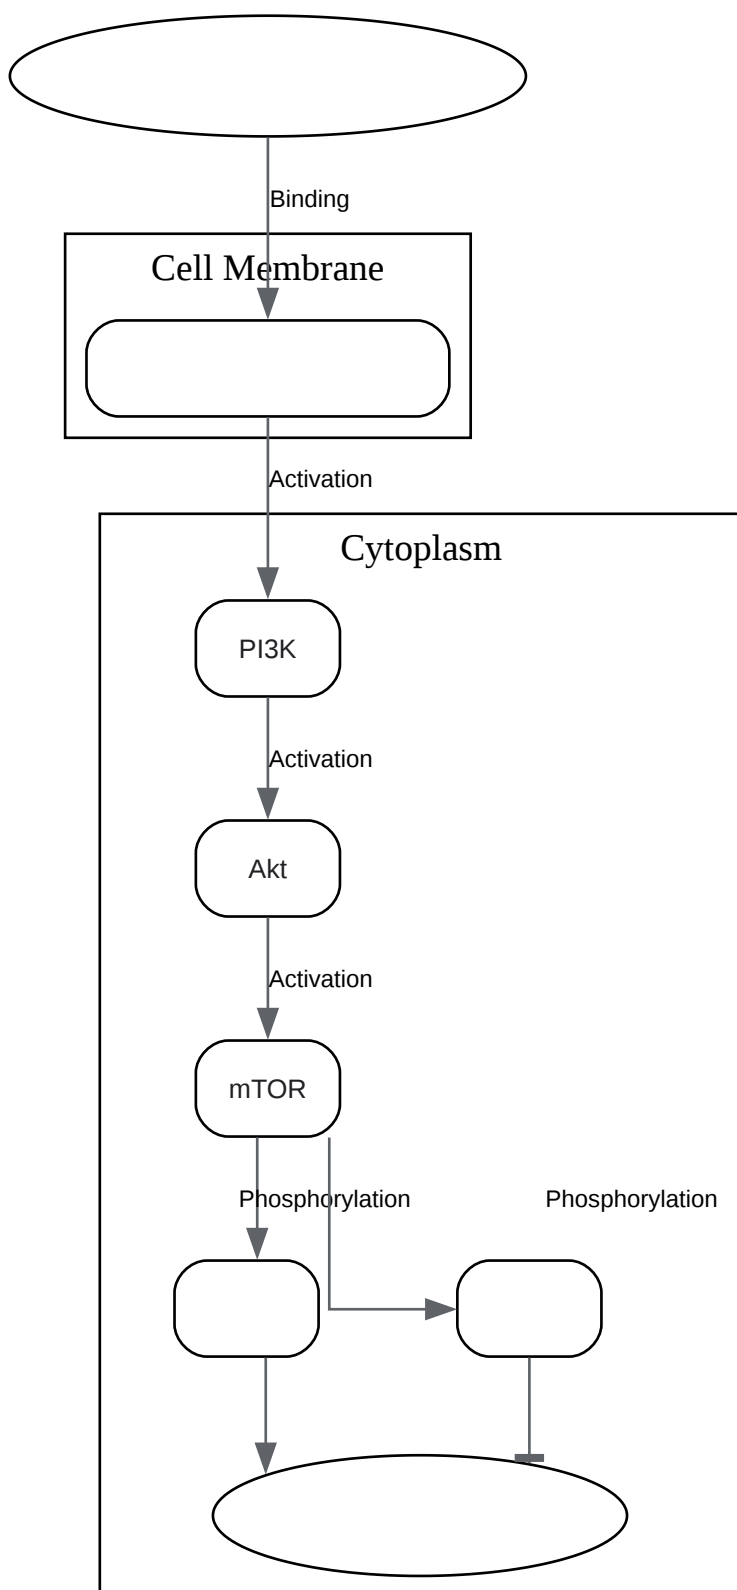 Binding
Cell Membrane
Activation
Cytoplasm
PI3K
Activation
Akt
Activation
mTOR
Phosphorylation
Phosphorylation